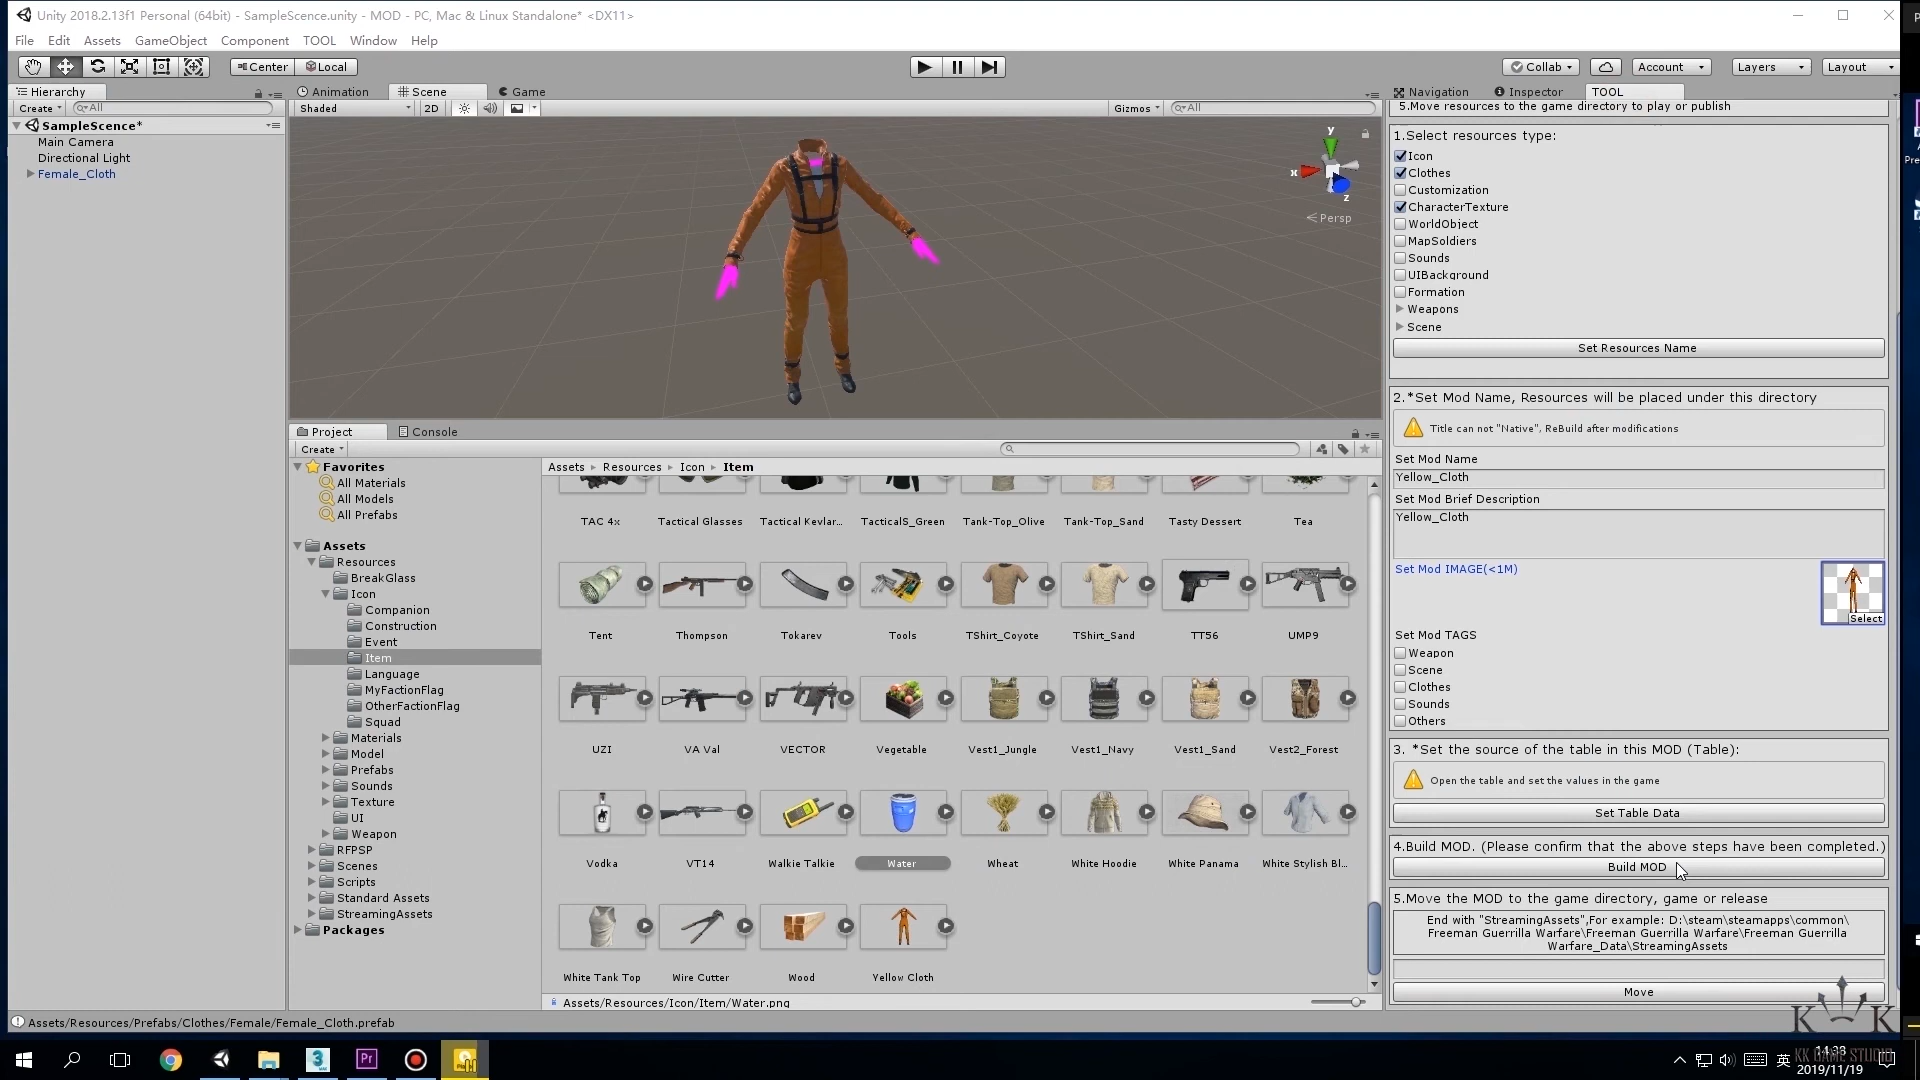 Unity 2018.2.13f1 Personal (64bit) - SampleScence.unity - MOD - PC, Mac & Linux Standalone* <DX11>
File Edit Assets GameObject Component TOOL Window Help
Center Local
Collab Account Layers Layout
Hierarchy
Create All
SampleScence*
Main Camera
Directional Light
Female_Cloth
Animation Scene Game
Shaded 2D Gizmos All
y
x
z
Persp
Project Console
Create
Favorites
All Materials
All Models
All Prefabs
Assets
Resources
BreakGlass
Icon
Companion
Construction
Event
Item
Language
MyFactionFlag
OtherFactionFlag
Squad
Materials
Model
Prefabs
Sounds
Texture
UI
Weapon
RFPSP
Scenes
Scripts
Standard Assets
StreamingAssets
Packages
Assets Resources Icon Item
TAC 4x Tactical Glasses Tactical Kevlar... TacticalS_Green Tank-Top_Olive Tank-Top_Sand Tasty Dessert Tea
Tent Thompson Tokarev Tools TShirt_Coyote TShirt_Sand TT56 UMP9
UZI VA Val VECTOR Vegetable Vest1_Jungle Vest1_Navy Vest1_Sand Vest2_Forest
Vodka VT14 Walkie Talkie Water Wheat White Hoodie White Panama White Stylish Bl...
White Tank Top Wire Cutter Wood Yellow Cloth
Assets/Resources/Icon/Item/Water.png
Navigation Inspector TOOL
5.Move resources to the game directory to play or publish
1.Select resources type:
Icon
Clothes
Customization
CharacterTexture
WorldObject
MapSoldiers
Sounds
UIBackground
Formation
Weapons
Scene
Set Resources Name
2.*Set Mod Name, Resources will be placed under this directory
Title can not "Native", ReBuild after modifications
Set Mod Name
Yellow_Cloth
Set Mod Brief Description
Yellow_Cloth
Set Mod IMAGE(<1M)
Select
Set Mod TAGS
Weapon
Scene
Clothes
Sounds
Others
3. *Set the source of the table in this MOD (Table):
Open the table and set the values in the game
Set Table Data
4.Build MOD. (Please confirm that the above steps have been completed.)
Build MOD
5.Move the MOD to the game directory, game or release
End with "StreamingAssets",For example: D:\steam\steamapps\common\
Freeman Guerrilla Warfare\Freeman Guerrilla Warfare\Freeman Guerrilla
Warfare_Data\StreamingAssets
Move
Assets/Resources/Prefabs/Clothes/Female/Female_Cloth.prefab
K K
KK GAME STUDIO
Pr
英
2019/11/19